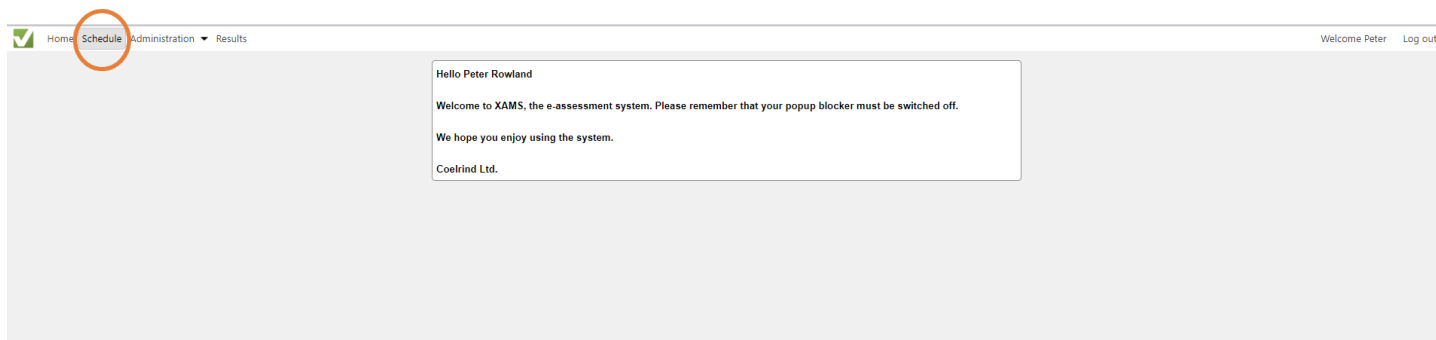 Home Schedule Administration Results Welcome Peter Log out
Hello Peter Rowland
Welcome to XAMS, the e-assessment system. Please remember that your popup blocker must be switched off.
We hope you enjoy using the system.
Coelrind Ltd.